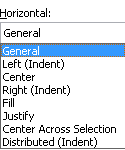 Horizontal:
General
General
Left (Indent)
Center
Right (Indent)
Fill
Justify
Center Across Selection
Distributed (Indent)